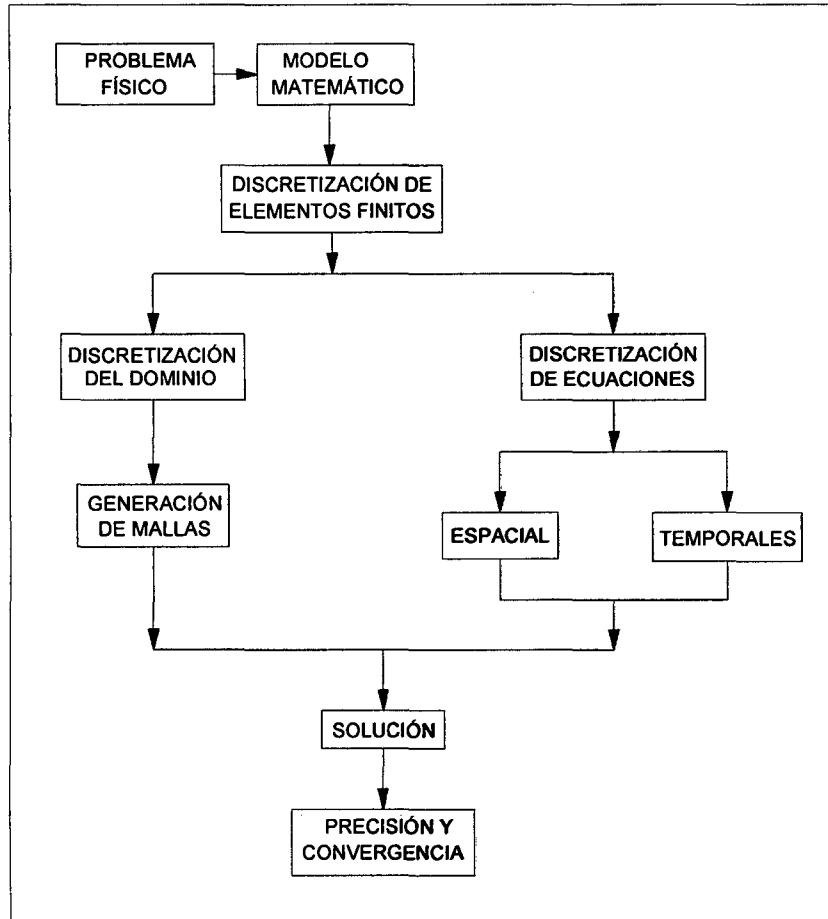 PROBLEMA
FÍSICO
MODELO
MATEMÁTICO
DISCRETIZACIÓN DE
ELEMENTOS FINITOS
DISCRETIZACIÓN
DEL DOMINIO
DISCRETIZACIÓN
DE ECUACIONES
GENERACIÓN
DE MALLAS
ESPACIAL
TEMPORALES
SOLUCIÓN
PRECISIÓN Y
CONVERGENCIA